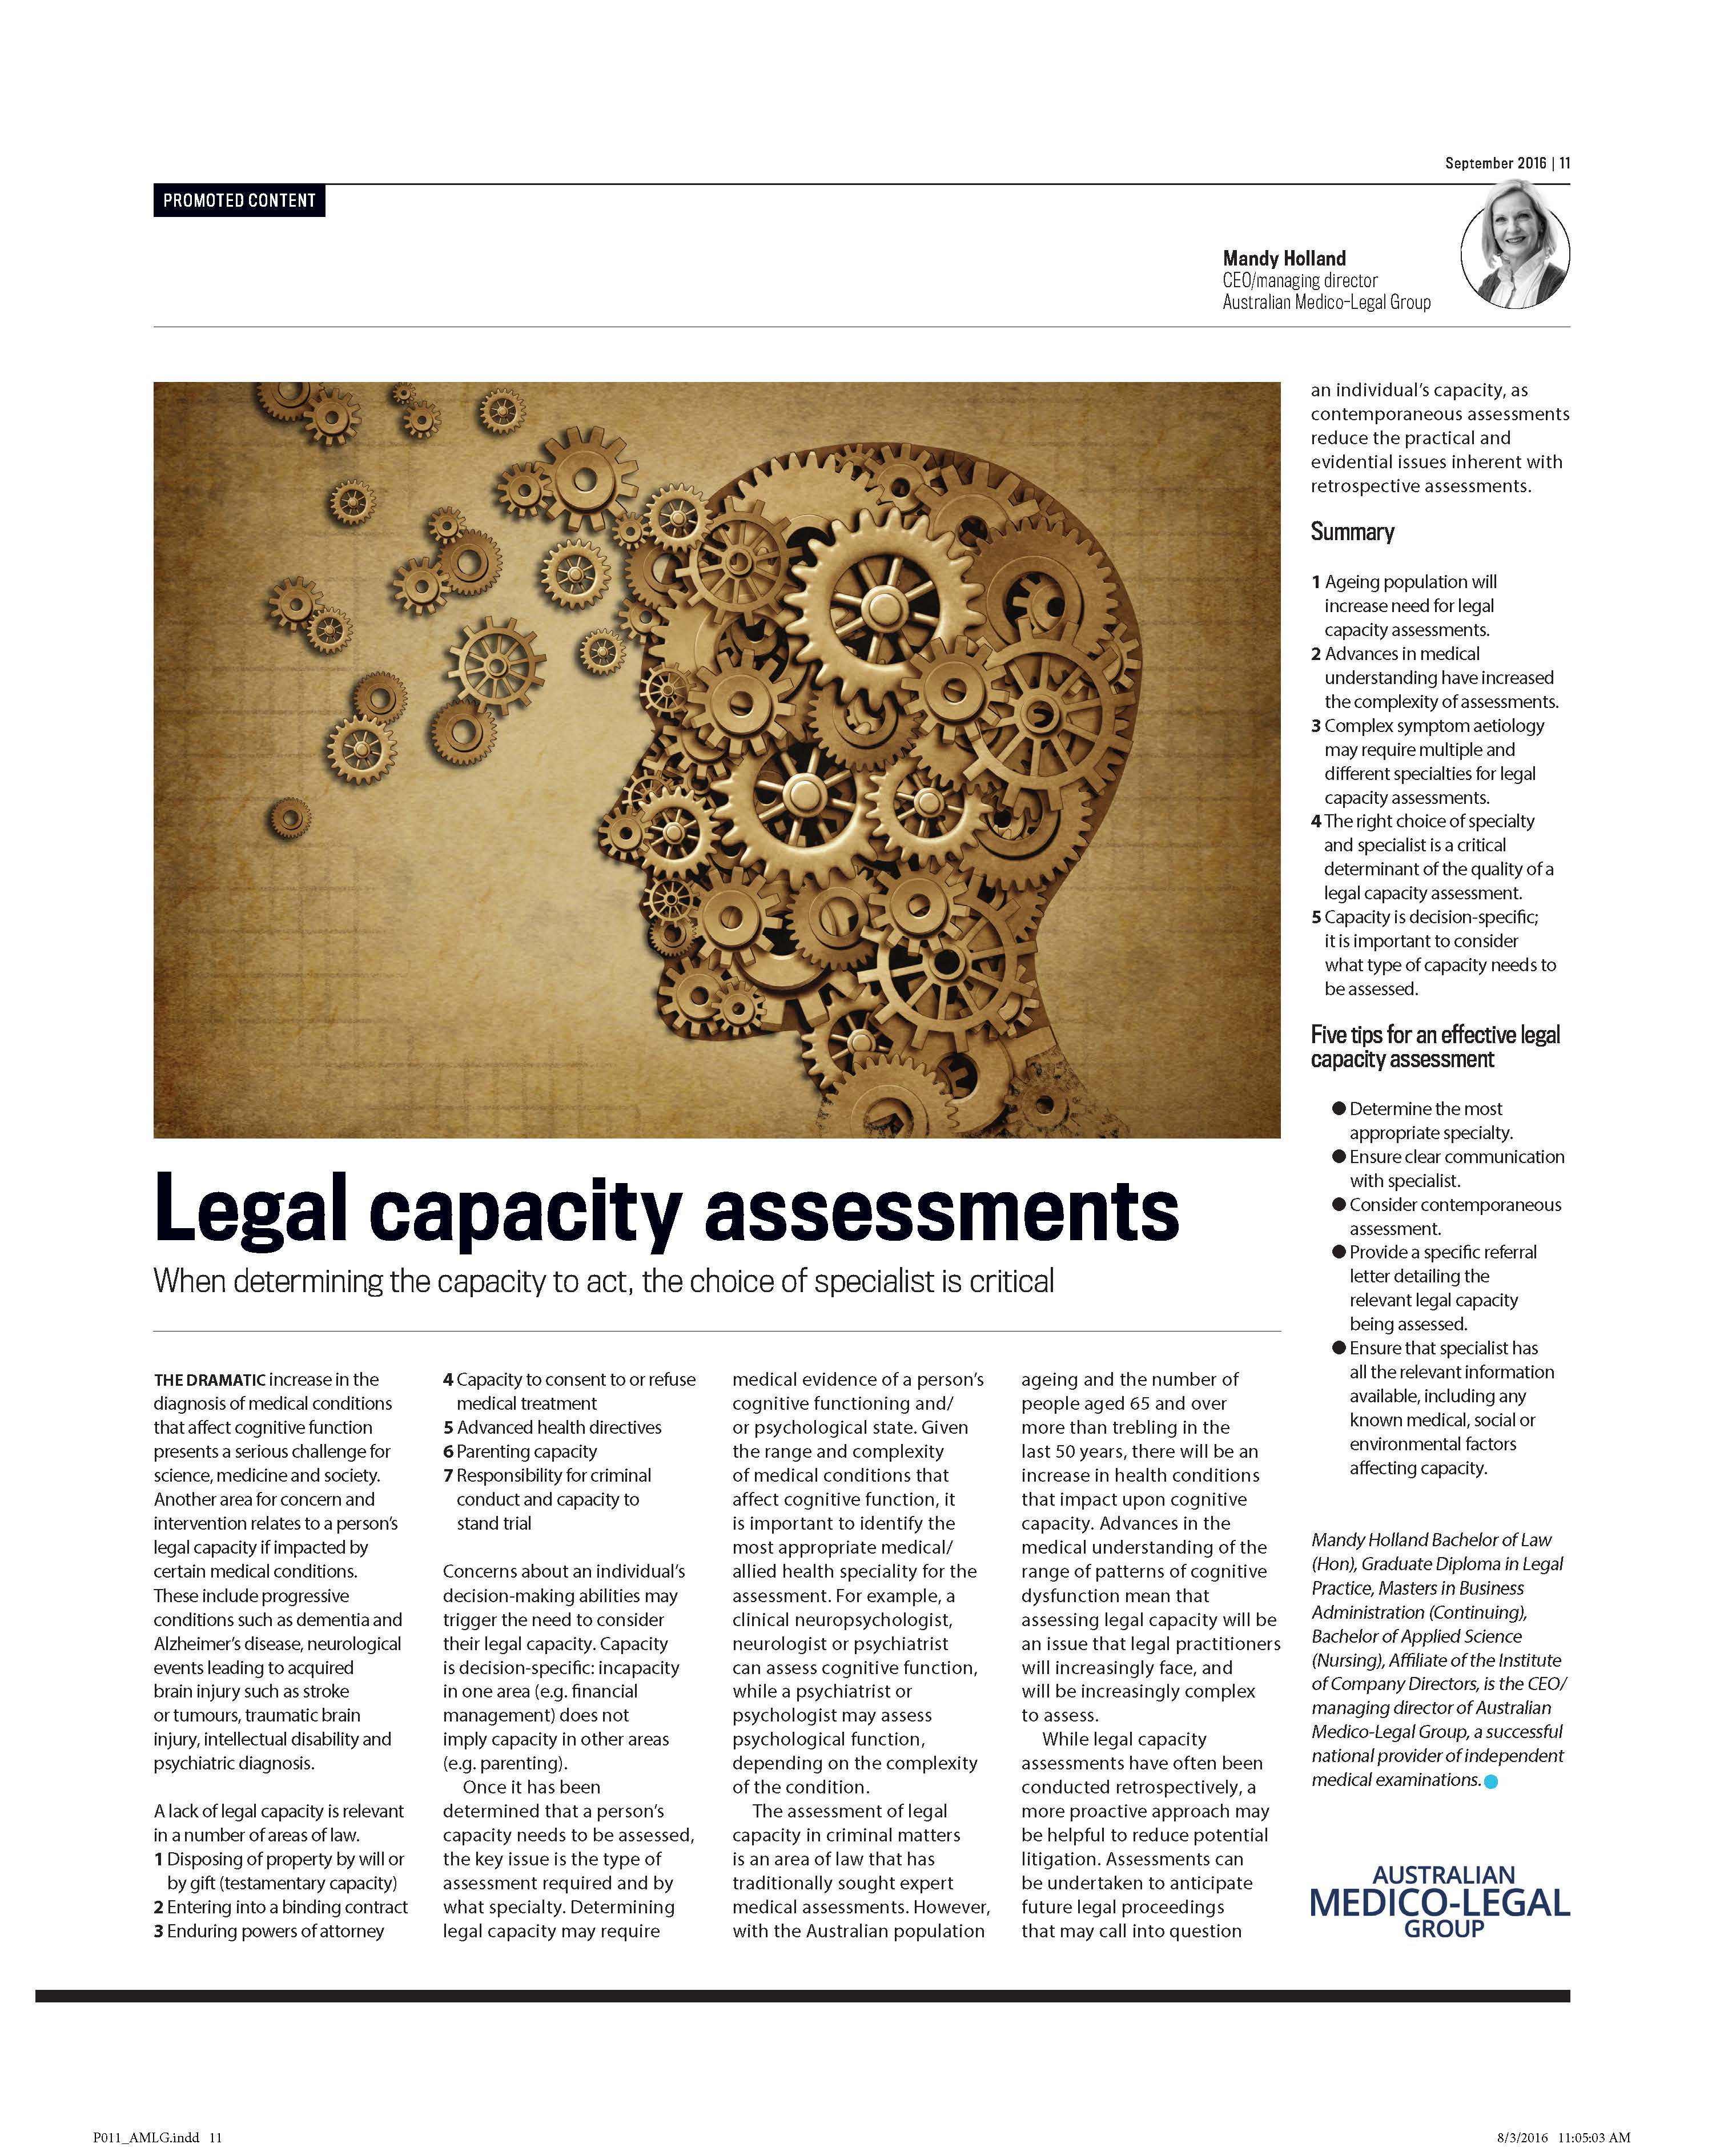 September 2016 | 11
PROMOTED CONTENT
Mandy Holland
CEO/managing director
Australian Medico-Legal Group
Legal capacity assessments
When determining the capacity to act, the choice of specialist is critical
THE DRAMATIC increase in the
diagnosis of medical conditions
that affect cognitive function
presents a serious challenge for
science, medicine and society.
Another area for concern and
intervention relates to a person's
legal capacity if impacted by
certain medical conditions.
These include progressive
conditions such as dementia and
Alzheimer's disease, neurological
events leading to acquired
brain injury such as stroke
or tumours, traumatic brain
injury, intellectual disability and
psychiatric diagnosis.
A lack of legal capacity is relevant
in a number of areas of law.
1 Disposing of property by will or
by gift (testamentary capacity)
2 Entering into a binding contract
3 Enduring powers of attorney
4 Capacity to consent to or refuse
medical treatment
5 Advanced health directives
6 Parenting capacity
7 Responsibility for criminal
conduct and capacity to
stand trial
Concerns about an individual's
decision-making abilities may
trigger the need to consider
their legal capacity. Capacity
is decision-specific: incapacity
in one area (e.g. financial
management) does not
imply capacity in other areas
(e.g. parenting).
Once it has been
determined that a person's
capacity needs to be assessed,
the key issue is the type of
assessment required and by
what specialty. Determining
legal capacity may require
medical evidence of a person's
cognitive functioning and/
or psychological state. Given
the range and complexity
of medical conditions that
affect cognitive function, it
is important to identify the
most appropriate medical/
allied health speciality for the
assessment. For example, a
clinical neuropsychologist,
neurologist or psychiatrist
can assess cognitive function,
while a psychiatrist or
psychologist may assess
psychological function,
depending on the complexity
of the condition.
The assessment of legal
capacity in criminal matters
is an area of law that has
traditionally sought expert
medical assessments. However,
with the Australian population
ageing and the number of
people aged 65 and over
more than trebling in the
last 50 years, there will be an
increase in health conditions
that impact upon cognitive
capacity. Advances in the
medical understanding of the
range of patterns of cognitive
dysfunction mean that
assessing legal capacity will be
an issue that legal practitioners
will increasingly face, and
will be increasingly complex
to assess.
While legal capacity
assessments have often been
conducted retrospectively, a
more proactive approach may
be helpful to reduce potential
litigation. Assessments can
be undertaken to anticipate
future legal proceedings
that may call into question
an individual's capacity, as
contemporaneous assessments
reduce the practical and
evidential issues inherent with
retrospective assessments.
Summary
1 Ageing population will
increase need for legal
capacity assessments.
2 Advances in medical
understanding have increased
the complexity of assessments.
3 Complex symptom aetiology
may require multiple and
different specialties for legal
capacity assessments.
4 The right choice of specialty
and specialist is a critical
determinant of the quality of a
legal capacity assessment.
5 Capacity is decision-specific;
it is important to consider
what type of capacity needs to
be assessed.
Five tips for an effective legal
capacity assessment
● Determine the most
appropriate specialty.
● Ensure clear communication
with specialist.
● Consider contemporaneous
assessment.
● Provide a specific referral
letter detailing the
relevant legal capacity
being assessed.
● Ensure that specialist has
all the relevant information
available, including any
known medical, social or
environmental factors
affecting capacity.
Mandy Holland Bachelor of Law
(Hon), Graduate Diploma in Legal
Practice, Masters in Business
Administration (Continuing),
Bachelor of Applied Science
(Nursing), Affiliate of the Institute
of Company Directors, is the CEO/
managing director of Australian
Medico-Legal Group, a successful
national provider of independent
medical examinations.
AUSTRALIAN
MEDICO-LEGAL
GROUP
P011_AMLG.indd 11
8/3/2016 11:05:03 AM